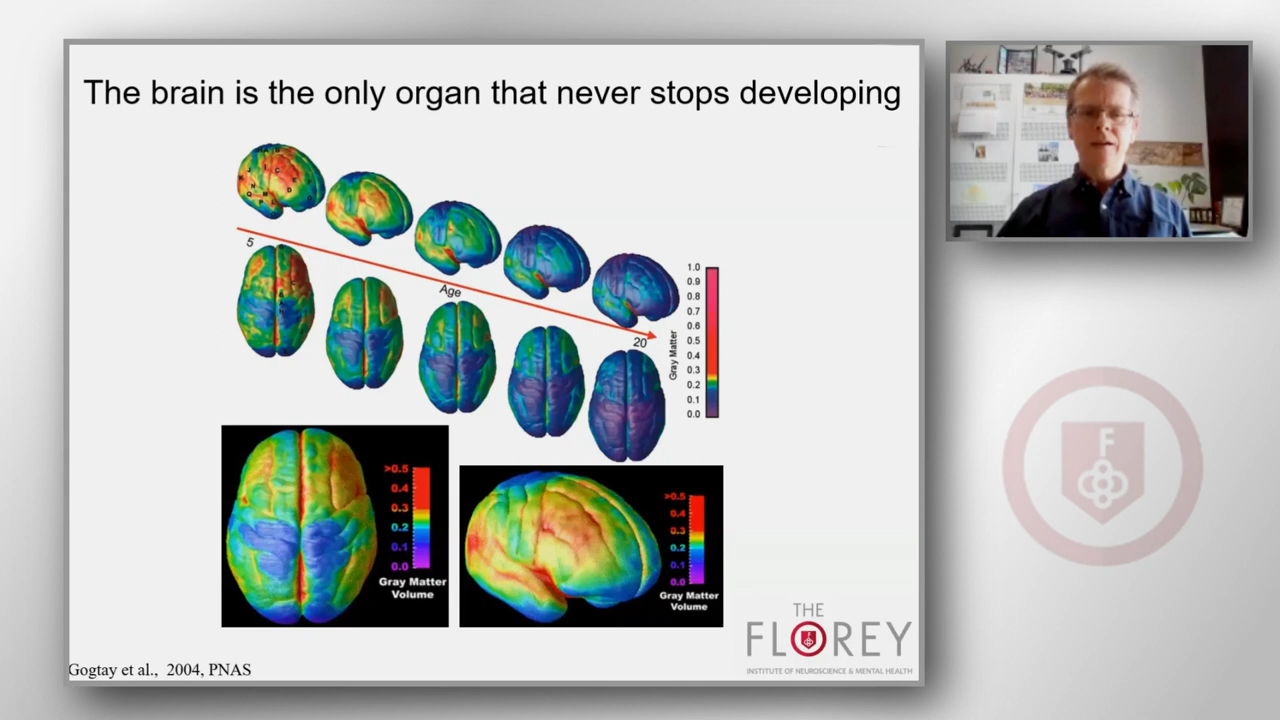 The brain is the only organ that never stops developing
5
Age
20
Gray Matter
1.0
0.9
0.8
0.7
0.6
0.5
0.4
0.3
0.2
0.1
0.0
>0.5
0.4
0.3
0.2
0.1
0.0
Gray Matter
Volume
>0.5
0.4
0.3
0.2
0.1
0.0
Gray Matter
Volume
THE
FLOREY
INSTITUTE OF NEUROSCIENCE & MENTAL HEALTH
Gogtay et al., 2004, PNAS
F